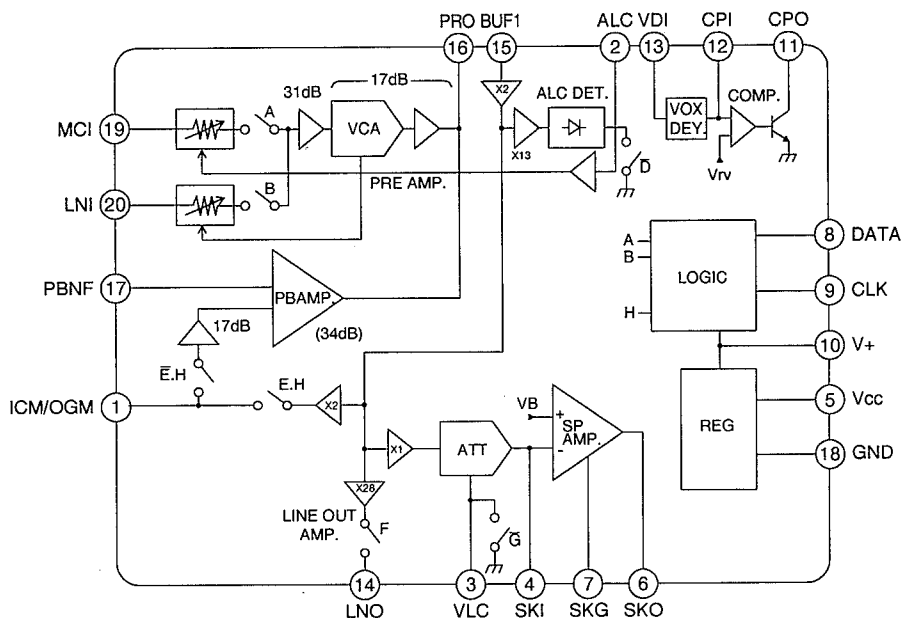 PRO BUF1 ALC VDI CPI CPO
16 15 2 13 12 11
31dB 17dB X2 ALC DET. COMP.
MCI 19 A VCA X13 VOX DEY.
D̅ Vrv
PRE AMP.
LNI 20 B
A
B
H
LOGIC
8 DATA
9 CLK
10 V+
PBNF 17 PBAMP.
17dB (34dB)
E̅.H E.H
ICM/OGM 1 X2
VB + SP AMP. -
REG
5 Vcc
18 GND
X1 ATT
X28
LINE OUT AMP. F G̅
14 3 4 7 6
LNO VLC SKI SKG SKO